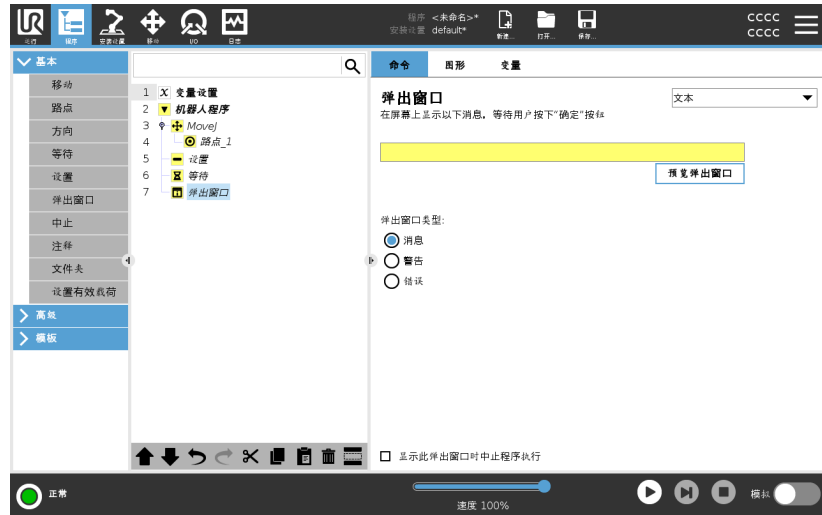 程序 <未命名>*
安装设置 default*
运行
程序
安装设置
移动
I/O
日志
新建...
打开...
保存...
CCCC
CCCC
基本
移动
路点
方向
等待
设置
弹出窗口
中止
注释
文件夹
设置有效载荷
高级
模板
1 X 变量设置
2 机器人程序
3 MoveJ
4 路点_1
5 设置
6 等待
7 弹出窗口
命令 图形 变量
弹出窗口
文本
在屏幕上显示以下消息，等待用户按下"确定"按钮
预览弹出窗口
弹出窗口类型:
消息
警告
错误
显示此弹出窗口时中止程序执行
正常
速度 100%
模拟